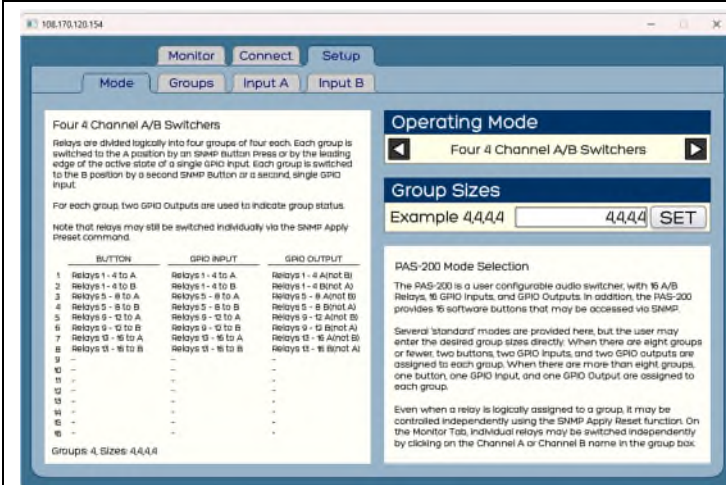 108.170.120.154
Monitor Connect Setup
Mode Groups Input A Input B
Four 4 Channel A/B Switchers
Relays are divided logically into four groups of four each. Each group is
switched to the A position by an SNMP Button Press or by the leading
edge of the active state of a single GPIO Input. Each group is switched
to the B position by a second SNMP Button or a second, single GPIO
Input.
For each group, two GPIO Outputs are used to indicate group status.
Note that relays may still be switched individually via the SNMP Apply
Preset command.
BUTTON GPIO INPUT GPIO OUTPUT
1 Relays 1 - 4 to A Relays 1 - 4 to A Relays 1 - 4 A(not B)
2 Relays 1 - 4 to B Relays 1 - 4 to B Relays 1 - 4 B(not A)
3 Relays 5 - 8 to A Relays 5 - 8 to A Relays 5 - 8 A(not B)
4 Relays 5 - 8 to B Relays 5 - 8 to B Relays 5 - 8 B(not A)
5 Relays 9 - 12 to A Relays 9 - 12 to A Relays 9 - 12 A(not B)
6 Relays 9 - 12 to B Relays 9 - 12 to B Relays 9 - 12 B(not A)
7 Relays 13 - 16 to A Relays 13 - 16 to A Relays 13 - 16 A(not B)
8 Relays 13 - 16 to B Relays 13 - 16 to B Relays 13 - 16 B(not A)
9 - - -
10 - - -
11 - - -
12 - - -
13 - - -
14 - - -
15 - - -
16 - - -
Groups: 4, Sizes: 4,4,4,4
Operating Mode
Four 4 Channel A/B Switchers
Group Sizes
Example 4,4,4,4 4,4,4,4 SET
PAS-200 Mode Selection
The PAS-200 is a user configurable audio switcher, with 16 A/B
Relays, 16 GPIO Inputs, and GPIO Outputs. In addition, the PAS-200
provides 16 software buttons that may be accessed via SNMP.
Several 'standard' modes are provided here, but the user may
enter the desired group sizes directly. When there are eight groups
or fewer, two buttons, two GPIO Inputs, and two GPIO outputs are
assigned to each group. When there are more than eight groups,
one button, one GPIO Input, and one GPIO Output are assigned to
each group.
Even when a relay is logically assigned to a group, it may be
controlled independently using the SNMP Apply Reset function. On
the Monitor Tab, individual relays may be switched independently
by clicking on the Channel A or Channel B name in the group box.